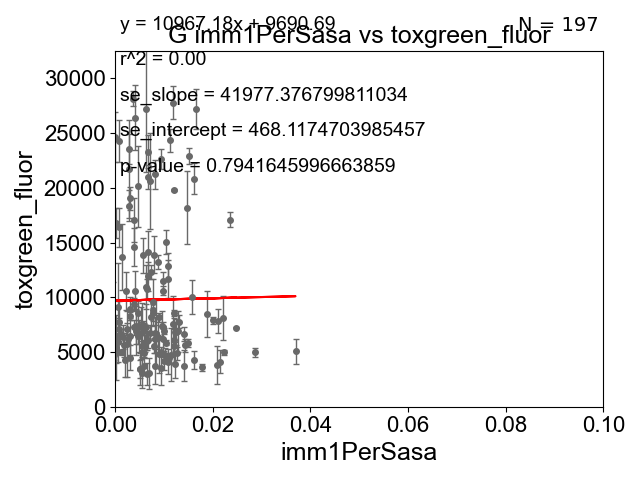 y = 10967.18x + 9690.69
N = 197
G imm1PerSasa vs toxgreen_fluor
r^2 = 0.00
se_slope = 41977.376799811034
se_intercept = 468.1174703985457
p-value = 0.7941645996663859
toxgreen_fluor
30000
25000
20000
15000
10000
5000
0
0.00 0.02 0.04 0.06 0.08 0.10
imm1PerSasa